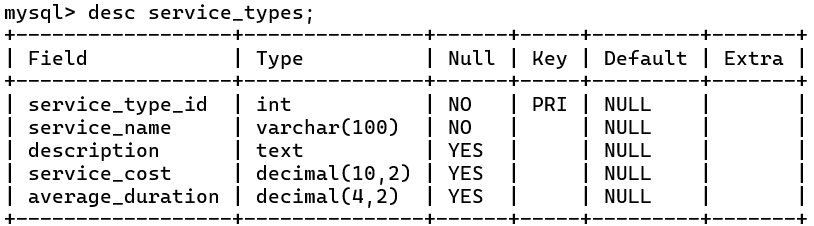 mysql> desc service_types;
+------------------+---------------+------+-----+---------+-------+
| Field            | Type          | Null | Key | Default | Extra |
+------------------+---------------+------+-----+---------+-------+
| service_type_id  | int           | NO   | PRI | NULL    |       |
| service_name     | varchar(100)  | NO   |     | NULL    |       |
| description      | text          | YES  |     | NULL    |       |
| service_cost     | decimal(10,2) | YES  |     | NULL    |       |
| average_duration | decimal(4,2)  | YES  |     | NULL    |       |
+------------------+---------------+------+-----+---------+-------+